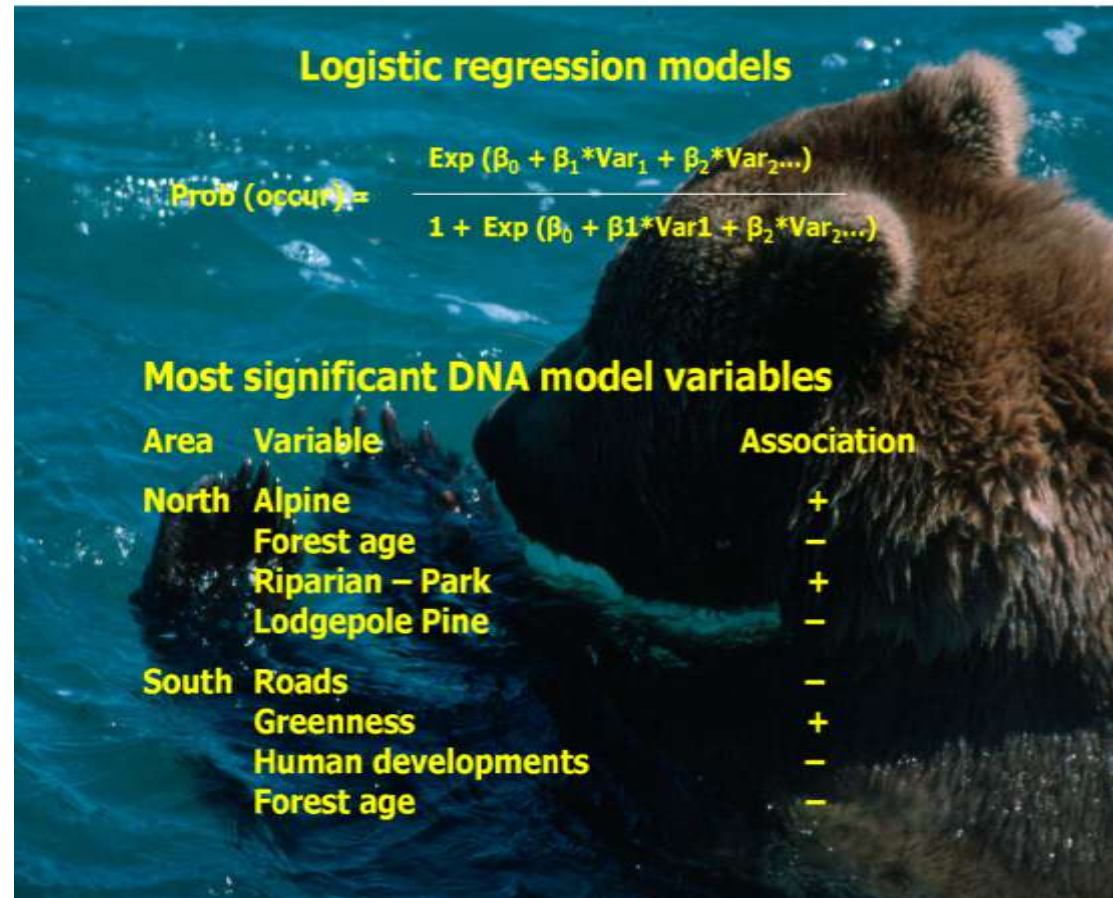 Logistic regression models
Exp (β₀ + β₁*Var₁ + β₂*Var₂...)
Prob (occur) =
1 + Exp (β₀ + β1*Var1 + β₂*Var₂...)
Most significant DNA model variables
Area Variable Association
North Alpine +
Forest age –
Riparian – Park +
Lodgepole Pine –
South Roads –
Greenness +
Human developments –
Forest age –